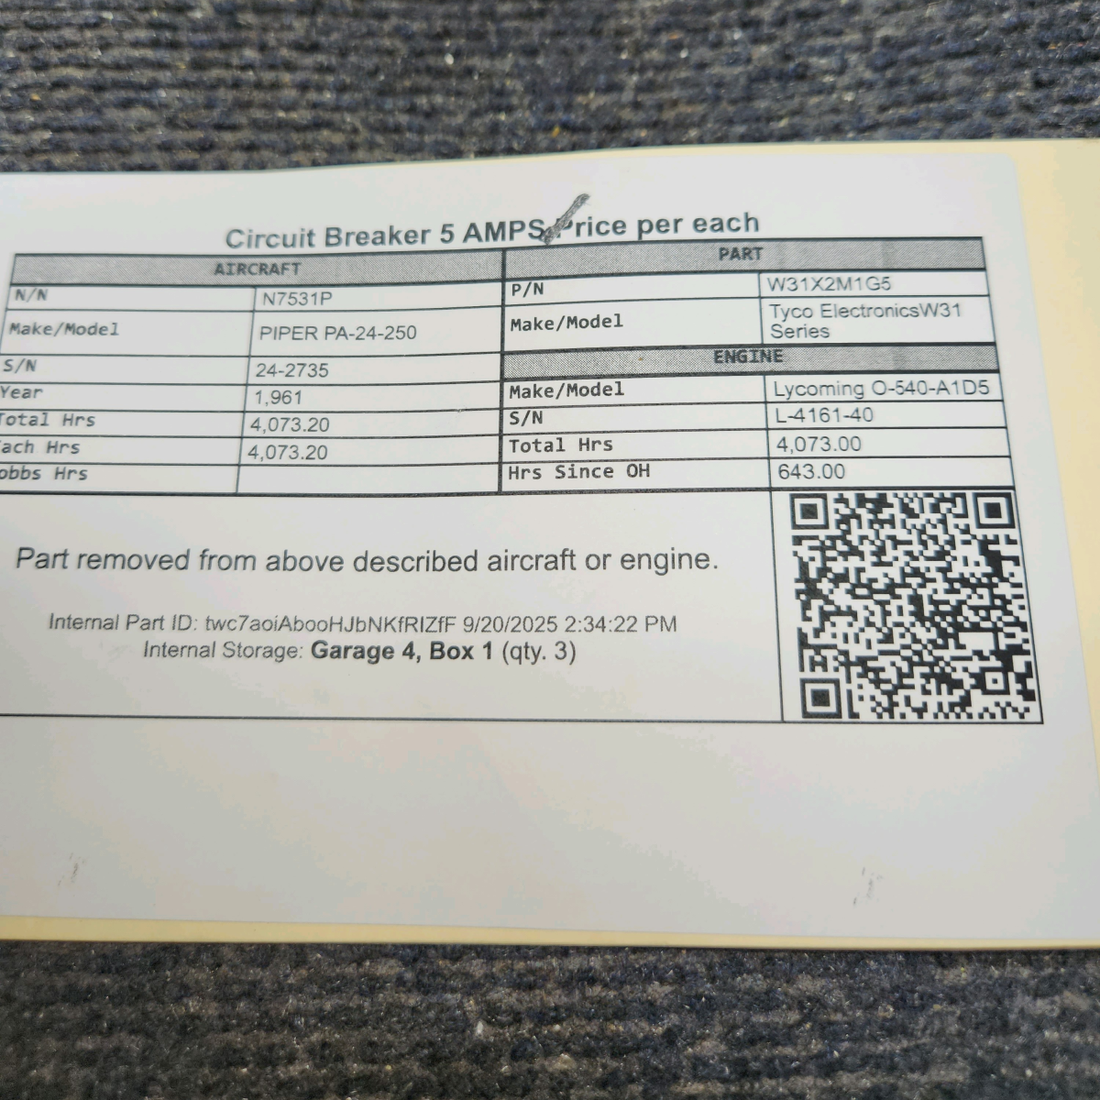 Circuit Breaker 5 AMPS, Price per each
AIRCRAFT PART
N/N N7531P P/N W31X2M1G5
Make/Model PIPER PA-24-250 Make/Model Tyco ElectronicsW31 Series
ENGINE
S/N 24-2735
Year 1,961 Make/Model Lycoming O-540-A1D5
Total Hrs 4,073.20 S/N L-4161-40
ach Hrs 4,073.20 Total Hrs 4,073.00
obbs Hrs Hrs Since OH 643.00
Part removed from above described aircraft or engine.
Internal Part ID: twc7aoiAbooHJbNKfRIZfF 9/20/2025 2:34:22 PM
Internal Storage: Garage 4, Box 1 (qty. 3)